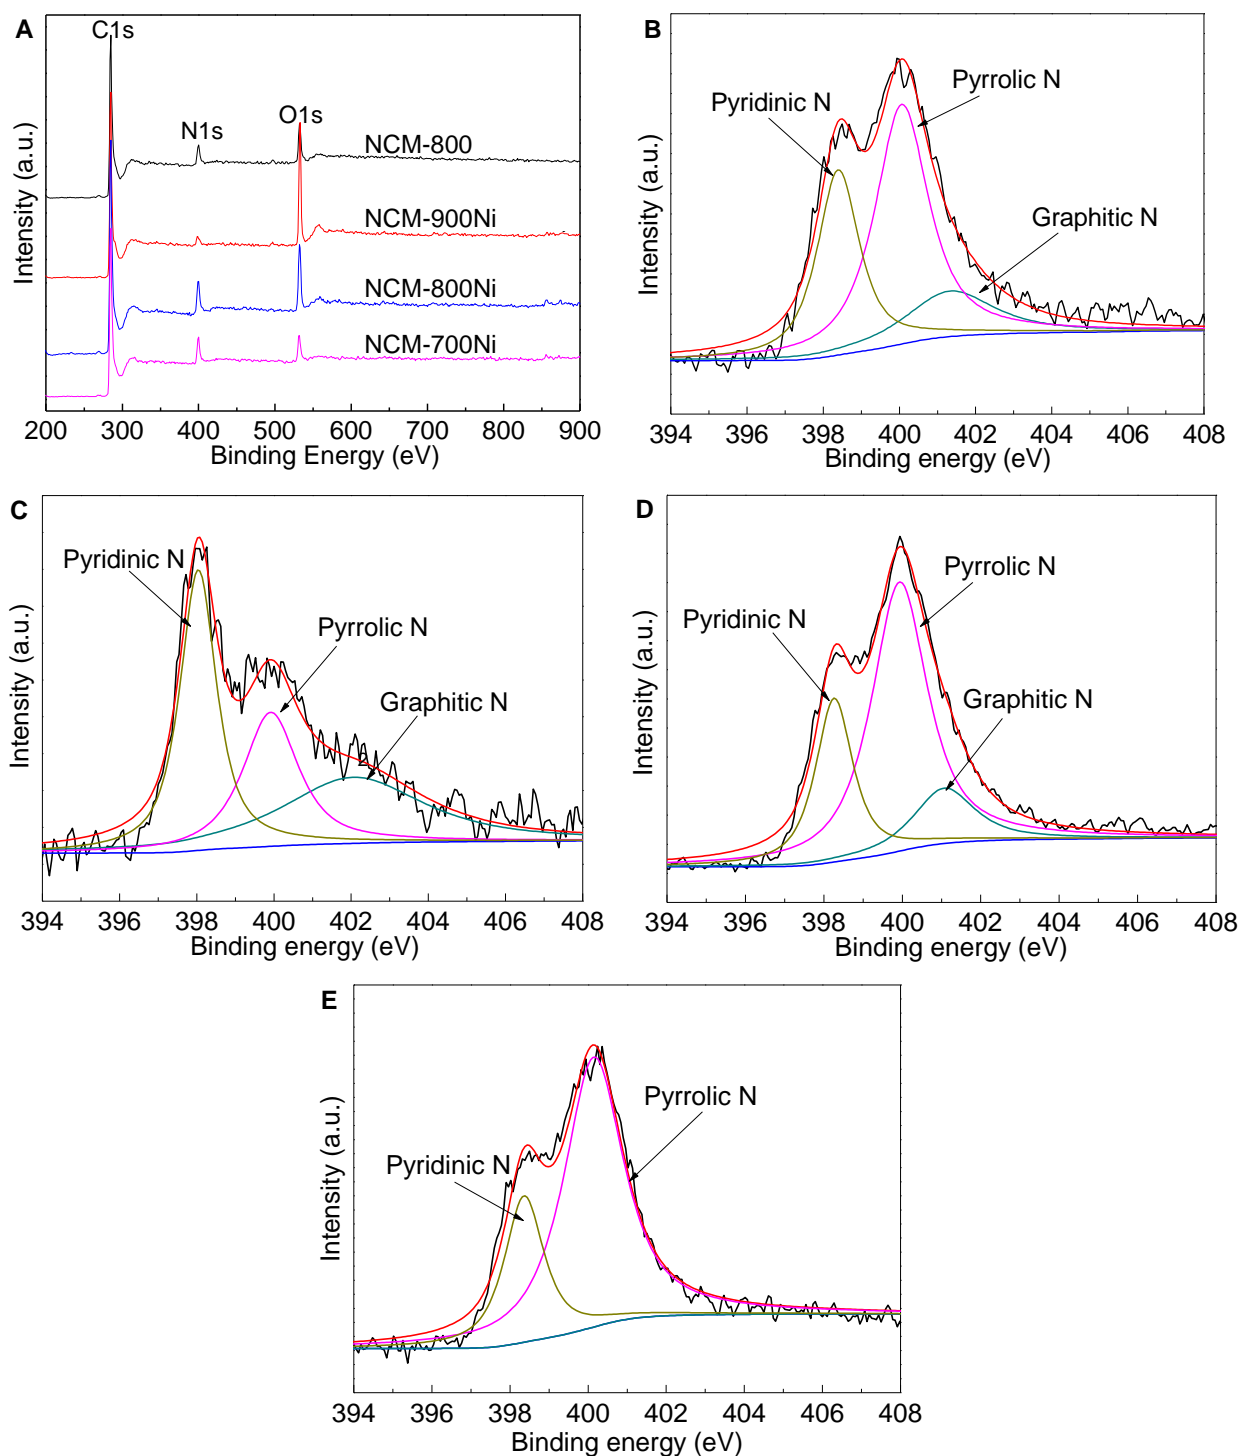 A
C1s
N1s
O1s
NCM-800
NCM-900Ni
NCM-800Ni
NCM-700Ni
Intensity (a.u.)
200 300 400 500 600 700 800 900
Binding Energy (eV)
B
Pyridinic N
Pyrrolic N
Graphitic N
Intensity (a.u.)
394 396 398 400 402 404 406 408
Binding energy (eV)
C
Pyridinic N
Pyrrolic N
Graphitic N
Intensity (a.u.)
394 396 398 400 402 404 406 408
Binding energy (eV)
D
Pyrrolic N
Pyridinic N
Graphitic N
Intensity (a.u.)
394 396 398 400 402 404 406 408
Binding energy (eV)
E
Pyrrolic N
Pyridinic N
Intensity (a.u.)
394 396 398 400 402 404 406 408
Binding energy (eV)